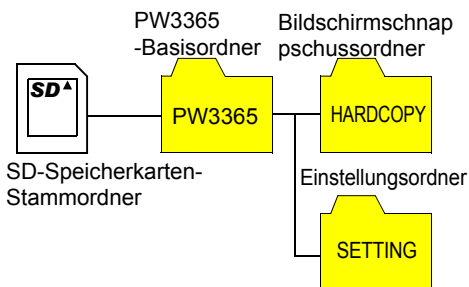 PW3365
-Basisordner
Bildschirmschnap
pschussordner
SD
PW3365
HARDCOPY
SD-Speicherkarten-
Stammordner
Einstellungsordner
SETTING